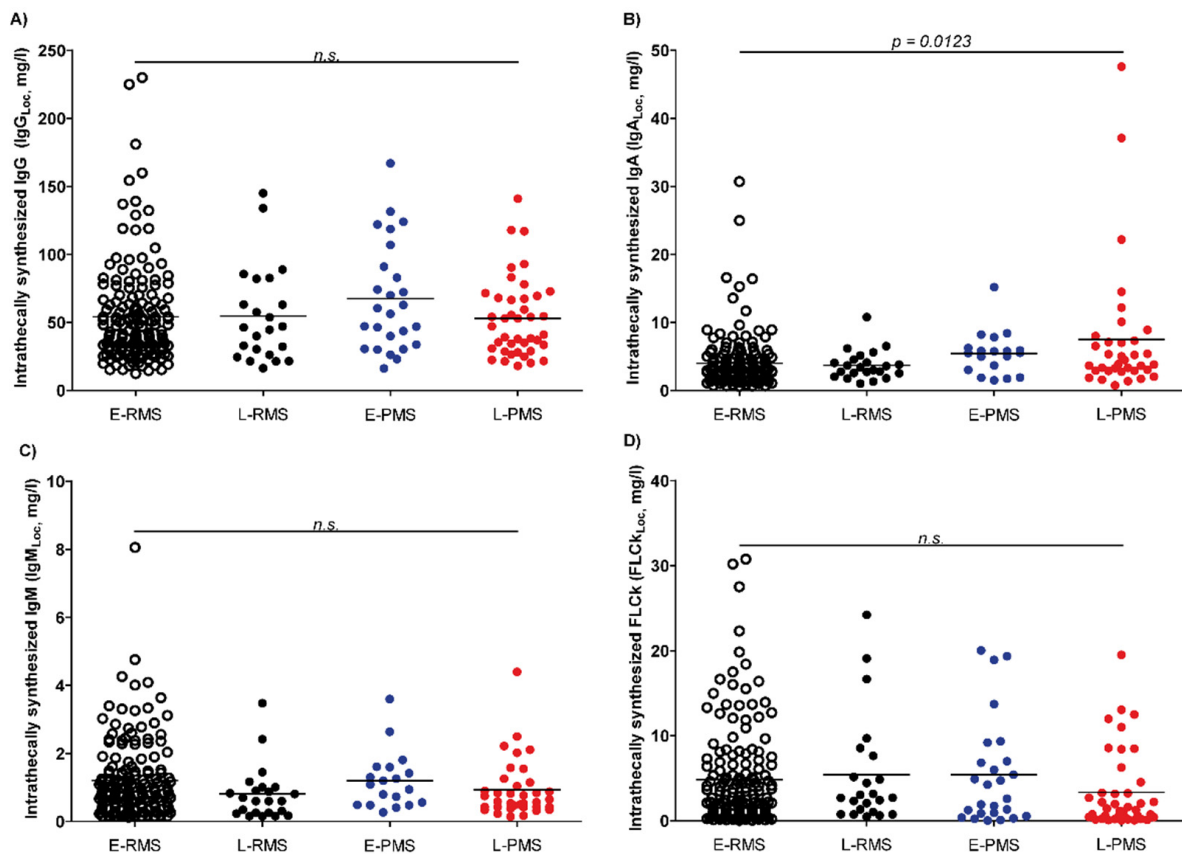 A)
Intrathecally synthesized IgG (IgGLoc, mg/l)
250
200
150
100
50
0
n.s.
E-RMS L-RMS E-PMS L-PMS
B)
Intrathecally synthesized IgA (IgALoc, mg/l)
50
40
30
20
10
0
p = 0.0123
E-RMS L-RMS E-PMS L-PMS
C)
Intrathecally synthesized IgM (IgMLoc, mg/l)
10
8
6
4
2
0
n.s.
E-RMS L-RMS E-PMS L-PMS
D)
Intrathecally synthesized FLCk (FLCkLoc, mg/l)
40
30
20
10
0
n.s.
E-RMS L-RMS E-PMS L-PMS